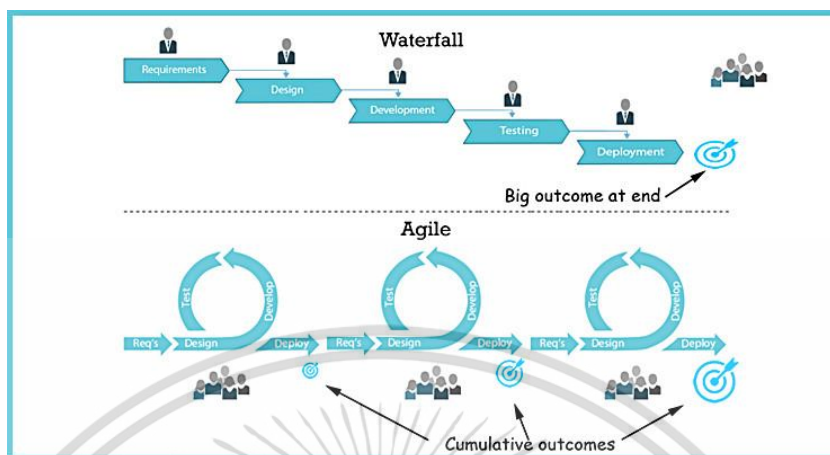 Waterfall
Requirements
Design
Development
Testing
Deployment
Big outcome at end
Agile
Test
Develop
Req's
Design
Deploy
Test
Develop
Req's
Design
Deploy
Test
Develop
Req's
Design
Deploy
Cumulative outcomes